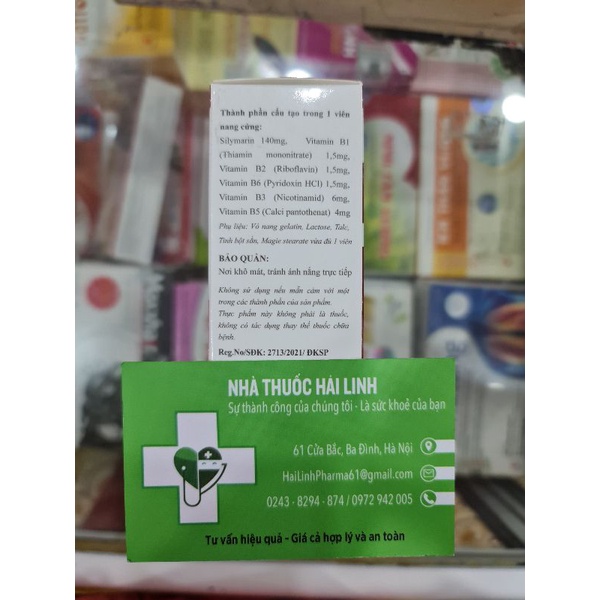 Thành phần cấu tạo trong 1 viên
nang cứng:
Silymarin 140mg, Vitamin B1
(Thiamin mononitrate) 1,5mg,
Vitamin B2 (Riboflavin) 1,5mg,
Vitamin B6 (Pyridoxin HCl) 1,5mg,
Vitamin B3 (Nicotinamid) 6mg,
Vitamin B5 (Calci pantothenat) 4mg
Phụ liệu: Vỏ nang gelatin, Lactose, Talc,
Tinh bột sắn, Magie stearate vừa đủ 1 viên
BẢO QUẢN:
Nơi khô mát, tránh ánh nắng trực tiếp
Không sử dụng nếu mẫn cảm với một
trong các thành phần của sản phẩm.
Thực phẩm này không phải là thuốc,
không có tác dụng thay thế thuốc chữa
bệnh.
Reg.No/SĐK: 2713/2021/ ĐKSP
NHÀ THUỐC HẢI LINH
Sự thành công của chúng tôi - Là sức khoẻ của bạn
61 Cửa Bắc, Ba Đình, Hà Nội
HaiLinhPharma61@gmail.com
0243 - 8294 - 874 / 0972 942 005
Tư vấn hiệu quả - Giá cả hợp lý và an toàn